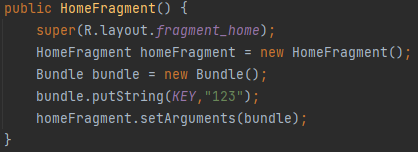 public HomeFragment() {
super(R.layout.fragment_home);
HomeFragment homeFragment = new HomeFragment();
Bundle bundle = new Bundle();
bundle.putString(KEY,"123");
homeFragment.setArguments(bundle);
}